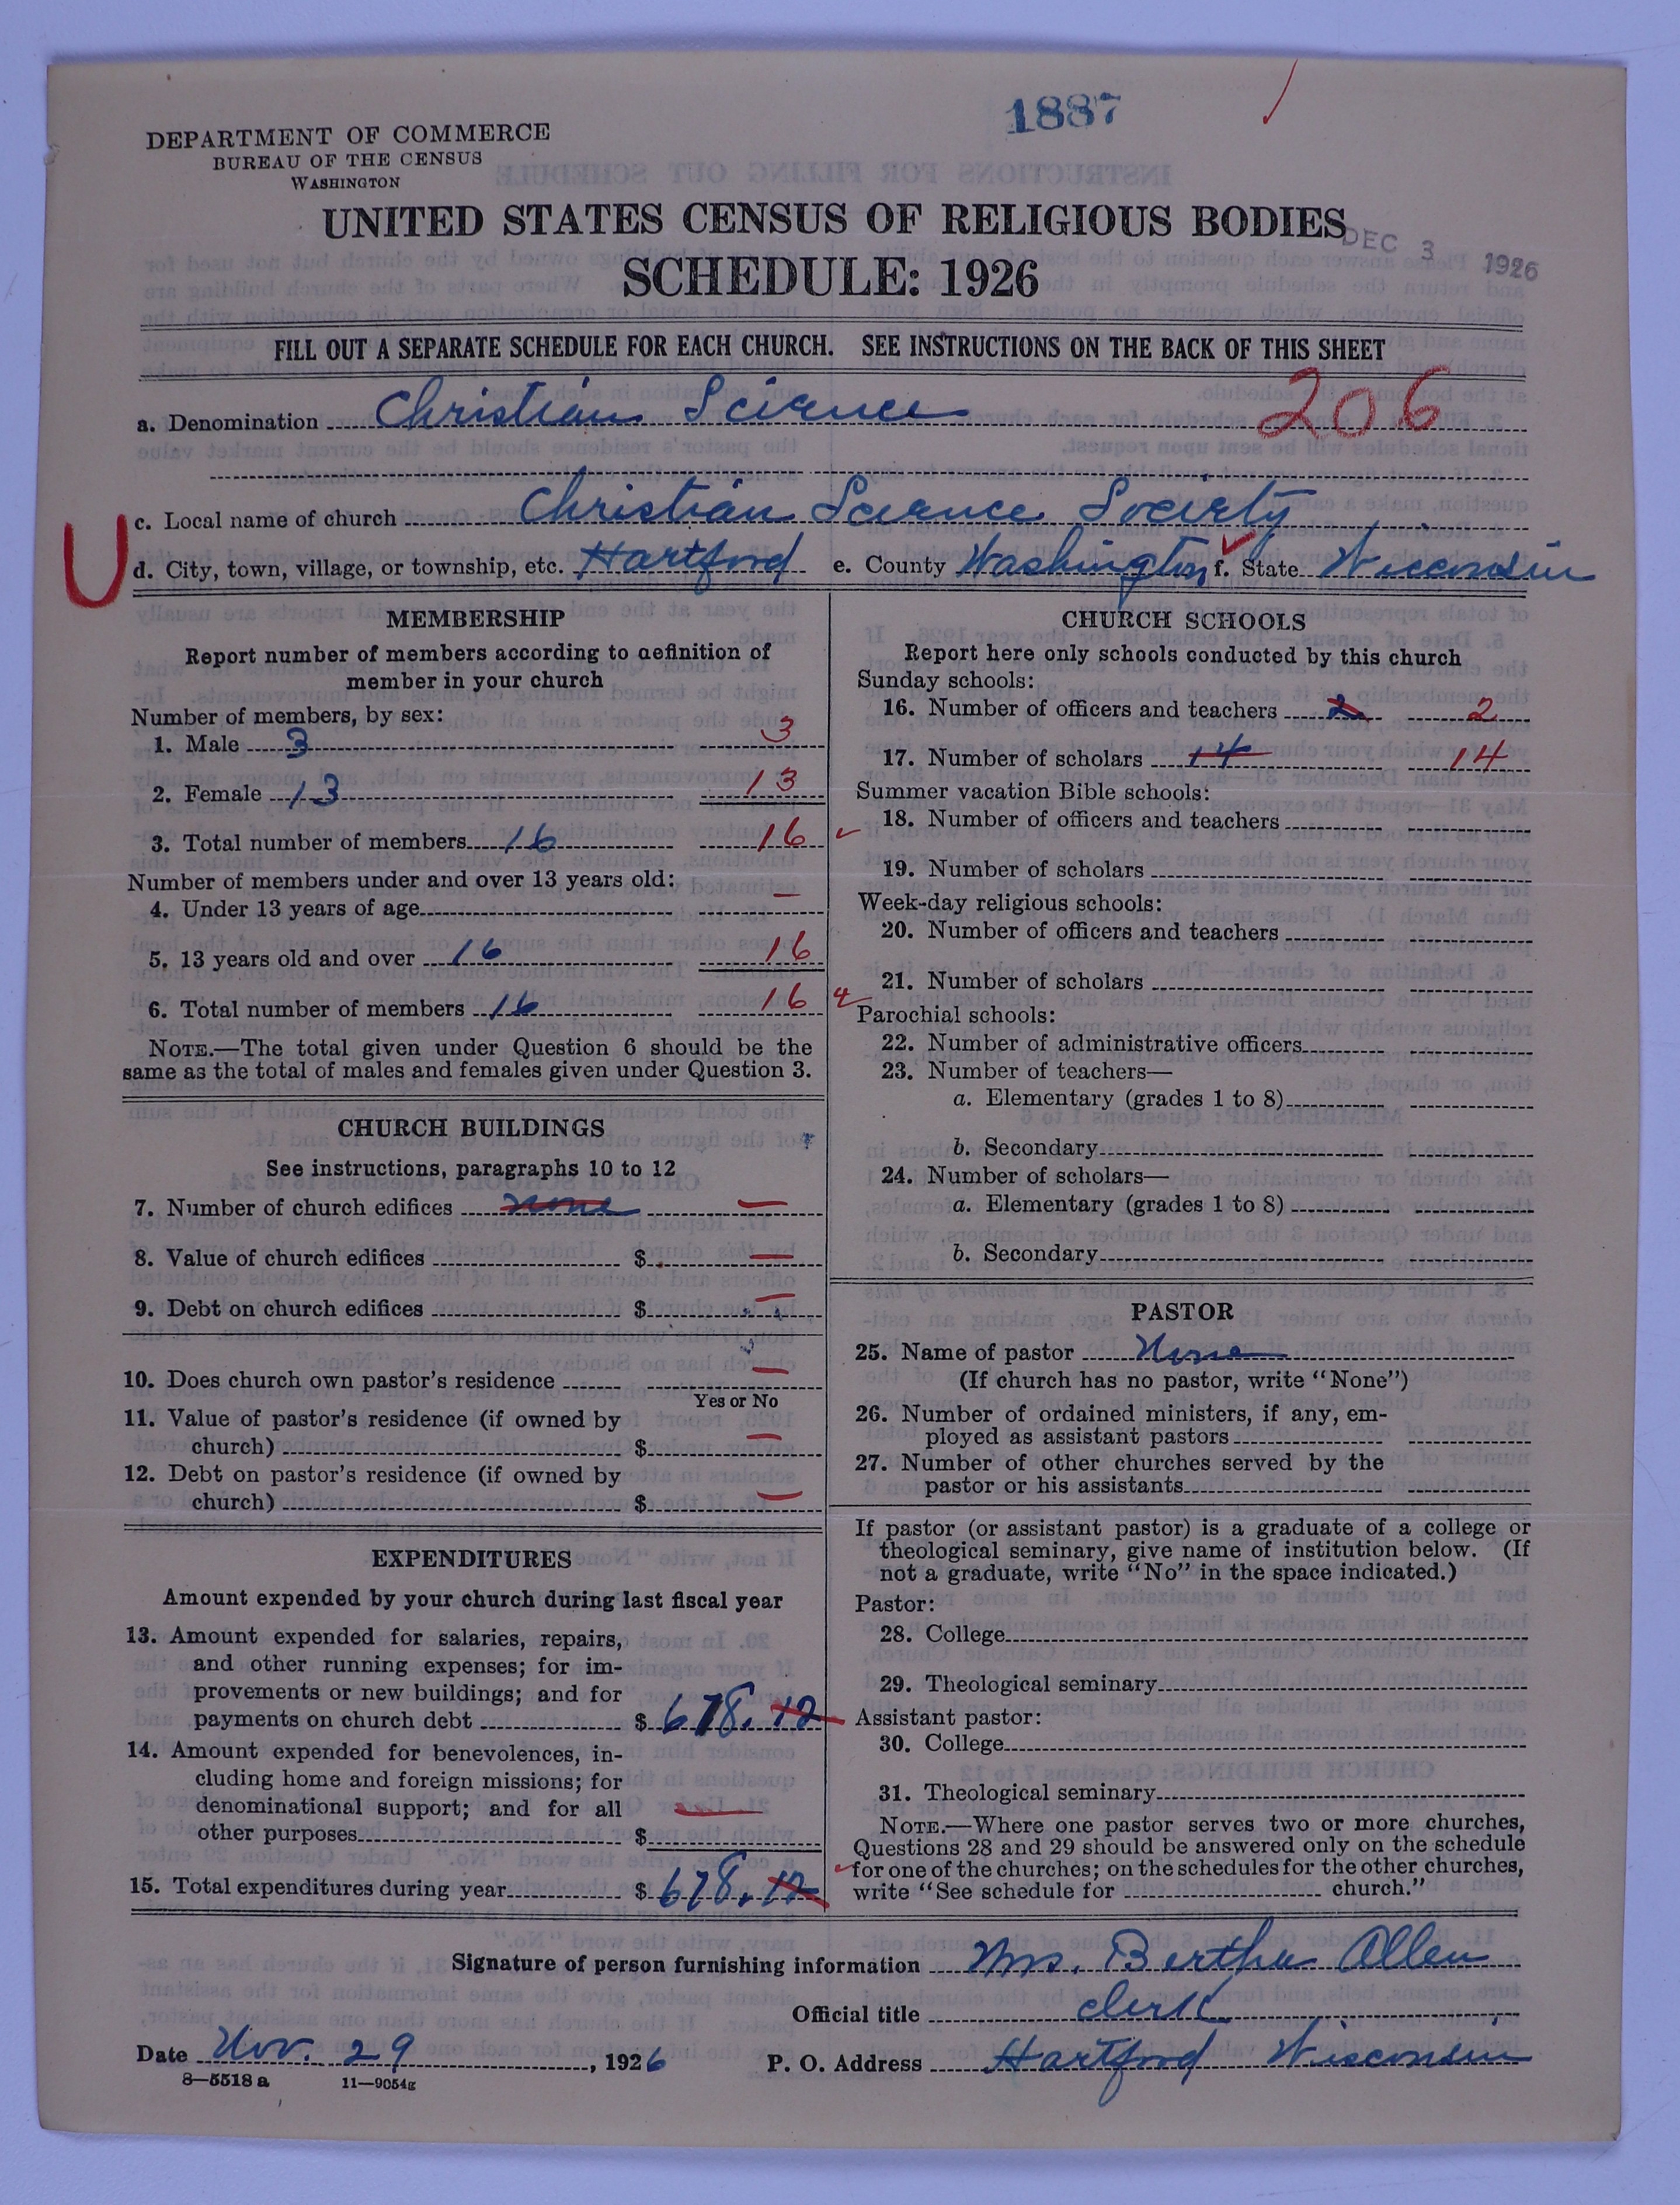 1887
DEPARTMENT OF COMMERCE
BUREAU OF THE CENSUS
WASHINGTON
UNITED STATES CENSUS OF RELIGIOUS BODIES
DEC 3 1926
SCHEDULE: 1926
FILL OUT A SEPARATE SCHEDULE FOR EACH CHURCH. SEE INSTRUCTIONS ON THE BACK OF THIS SHEET
a. Denomination Christian Science 206
U
c. Local name of church Christian Science Society
d. City, town, village, or township, etc. Hartford e. County Washington f. State Wisconsin
MEMBERSHIP
Report number of members according to definition of
member in your church
Number of members, by sex:
1. Male 3 3
2. Female 13 13
3. Total number of members 16 16
Number of members under and over 13 years old:
4. Under 13 years of age —
5. 13 years old and over 16 16
6. Total number of members 16 16
NOTE.—The total given under Question 6 should be the
same as the total of males and females given under Question 3.
CHURCH BUILDINGS
See instructions, paragraphs 10 to 12
7. Number of church edifices none —
8. Value of church edifices $ —
9. Debt on church edifices $ —
10. Does church own pastor's residence —
Yes or No
11. Value of pastor's residence (if owned by
church) $ —
12. Debt on pastor's residence (if owned by
church) $ —
EXPENDITURES
Amount expended by your church during last fiscal year
13. Amount expended for salaries, repairs,
and other running expenses; for im-
provements or new buildings; and for
payments on church debt $ 678.12
14. Amount expended for benevolences, in-
cluding home and foreign missions; for
denominational support; and for all
other purposes $ —
15. Total expenditures during year $ 678.12
CHURCH SCHOOLS
Report here only schools conducted by this church
Sunday schools:
16. Number of officers and teachers 2 2
17. Number of scholars 14 14
Summer vacation Bible schools:
18. Number of officers and teachers
19. Number of scholars
Week-day religious schools:
20. Number of officers and teachers
21. Number of scholars
Parochial schools:
22. Number of administrative officers
23. Number of teachers—
a. Elementary (grades 1 to 8)
b. Secondary
24. Number of scholars—
a. Elementary (grades 1 to 8)
b. Secondary
PASTOR
25. Name of pastor None
(If church has no pastor, write "None")
26. Number of ordained ministers, if any, em-
ployed as assistant pastors
27. Number of other churches served by the
pastor or his assistants
If pastor (or assistant pastor) is a graduate of a college or
theological seminary, give name of institution below. (If
not a graduate, write "No" in the space indicated.)
Pastor:
28. College
29. Theological seminary
Assistant pastor:
30. College
31. Theological seminary
NOTE.—Where one pastor serves two or more churches,
Questions 28 and 29 should be answered only on the schedule
for one of the churches; on the schedules for the other churches,
write "See schedule for church."
Signature of person furnishing information Mrs. Bertha Allen
Official title clerk
Date Nov. 29, 1926 P. O. Address Hartford Wisconsin
8—5518 a 11—9054g